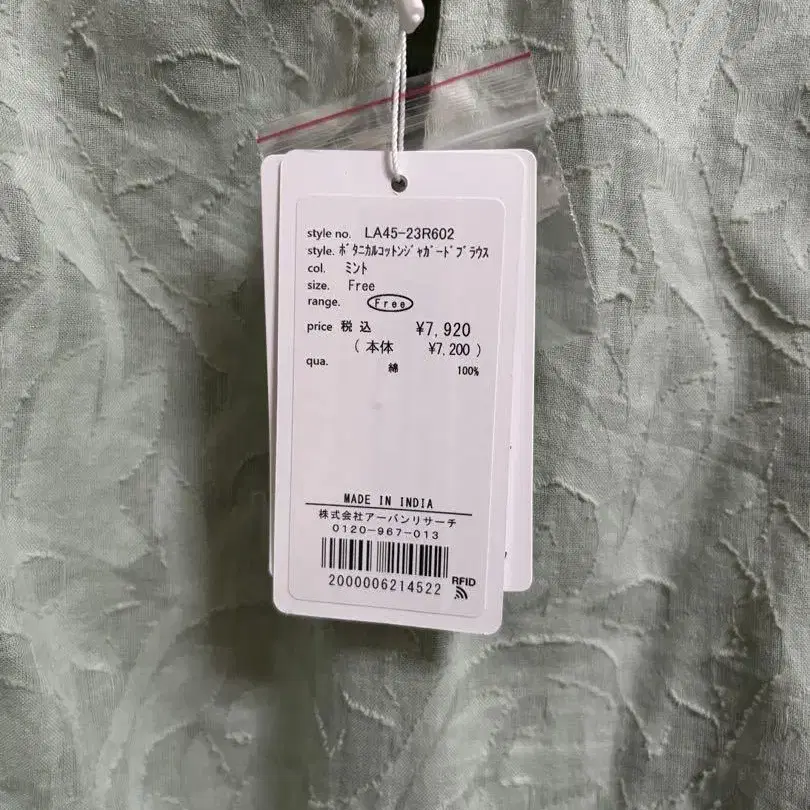 style no. LA45-23R602
style. ﾎﾞﾀﾆｶﾙｺｯﾄﾝｼﾞｬｶﾞｰﾄﾞﾌﾞﾗｳｽ
col. ミント
size. Free
range. Free
price 税込 ¥7,920
( 本体 ¥7,200 )
qua. 綿 100%
MADE IN INDIA
株式会社アーバンリサーチ
0120-967-013
2000006214522 RFID